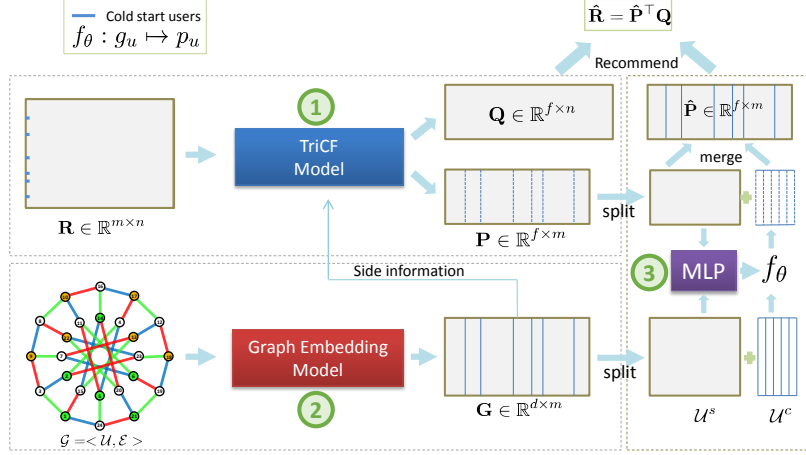 Cold start users
f_θ : g_u ↦ p_u
R̂ = P̂^⊤ Q
Recommend
1
TriCF
Model
Q ∈ ℝ^{f×n}
P̂ ∈ ℝ^{f×m}
merge
R ∈ ℝ^{m×n}
P ∈ ℝ^{f×m}
split
Side information
3
MLP
f_θ
Graph Embedding
Model
2
G ∈ ℝ^{d×m}
split
𝒢 =< 𝒰, ℰ >
𝒰^s
𝒰^c